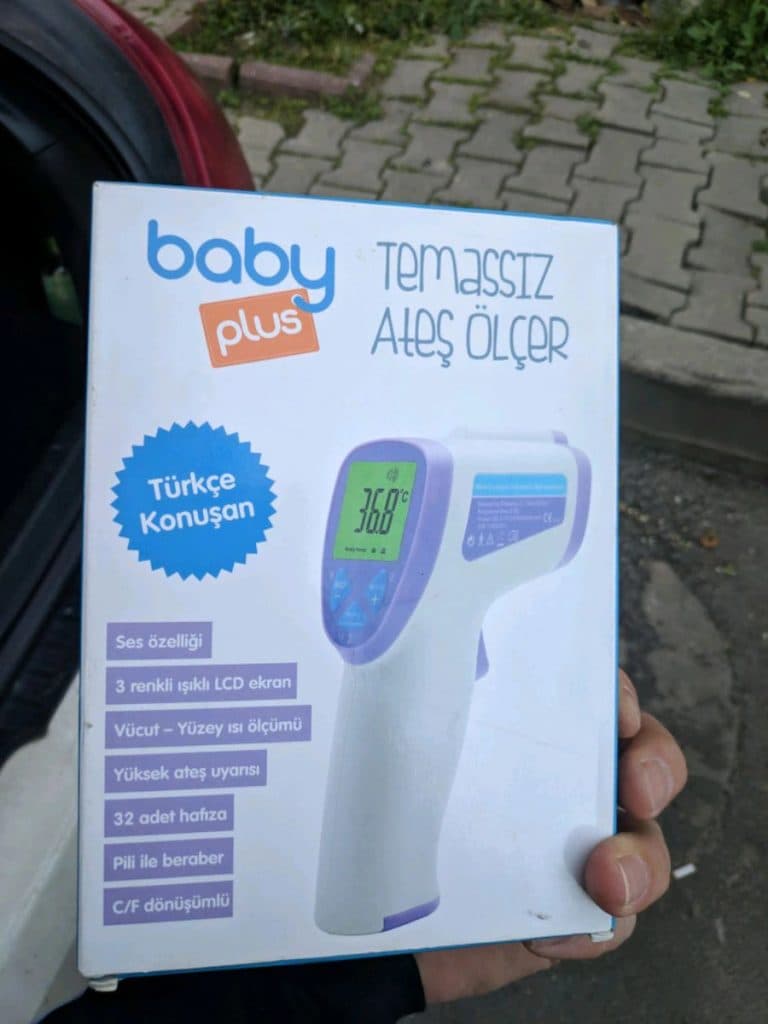 baby
plus
Temassız
Ateş Ölçer
Türkçe
Konuşan
36.8 °C
Ses özelliği
3 renkli ışıklı LCD ekran
Vücut – Yüzey ısı ölçümü
Yüksek ateş uyarısı
32 adet hafıza
Pili ile beraber
C/F dönüşümlü